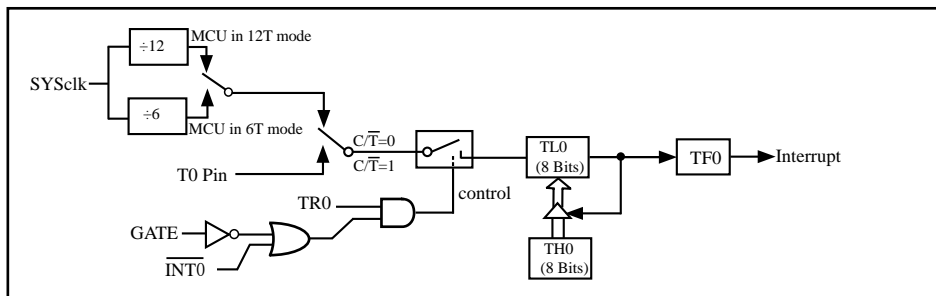 ÷12
MCU in 12T mode
SYSclk
÷6
MCU in 6T mode
C/T̅=0
C/T̅=1
T0 Pin
TL0
(8 Bits)
TF0
Interrupt
control
TR0
GATE
I̅N̅T̅0̅
TH0
(8 Bits)